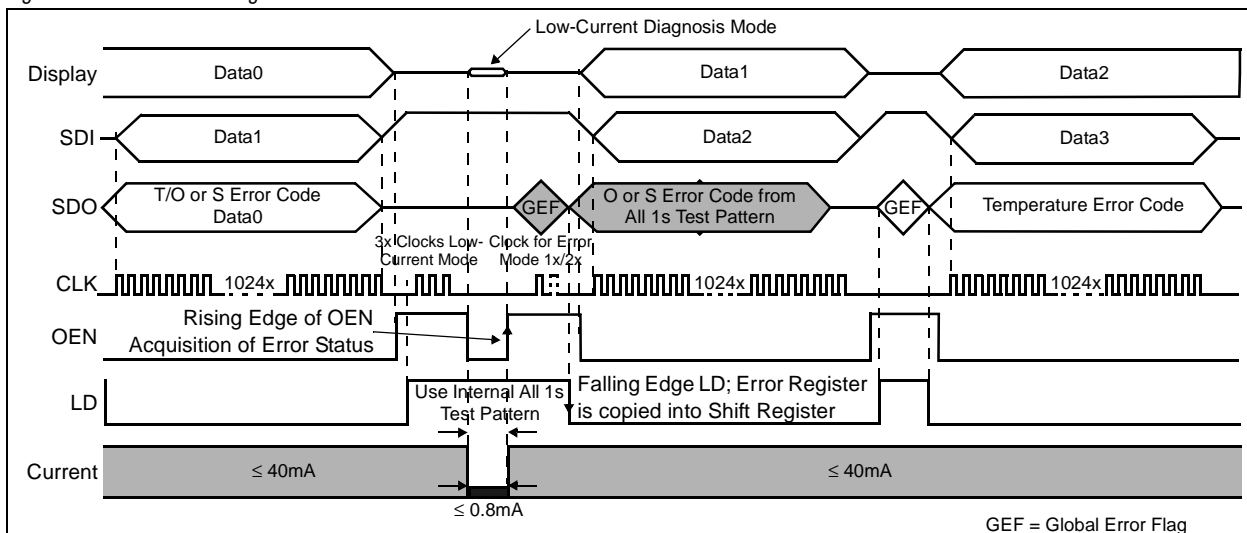 Low-Current Diagnosis Mode
Display
Data0
Data1
Data2
SDI
Data1
Data2
Data3
SDO
T/O or S Error Code
Data0
GEF
O or S Error Code from
All 1s Test Pattern
GEF
Temperature Error Code
3x Clocks Low-
Current Mode
Clock for Error
Mode 1x/2x
CLK
1024x
1024x
1024x
OEN
Rising Edge of OEN
Acquisition of Error Status
LD
Use Internal All 1s
Test Pattern
Falling Edge LD; Error Register
is copied into Shift Register
Current
≤ 40mA
≤ 40mA
≤ 0.8mA
GEF = Global Error Flag